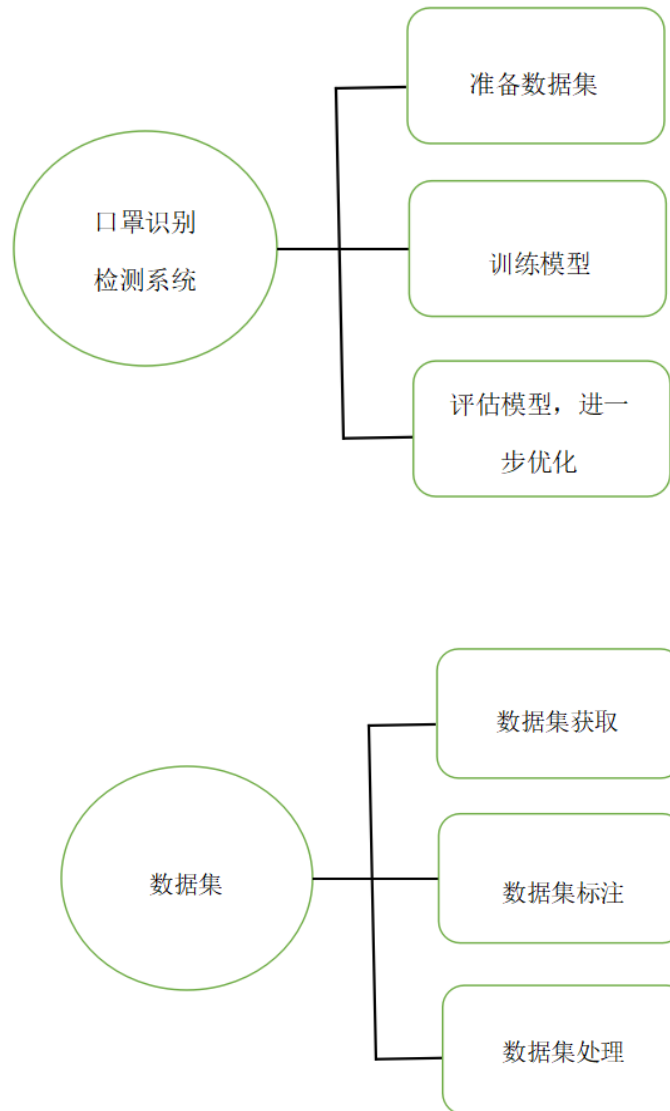 准备数据集
口罩识别
检测系统
训练模型
评估模型，进一
步优化
数据集获取
数据集
数据集标注
数据集处理